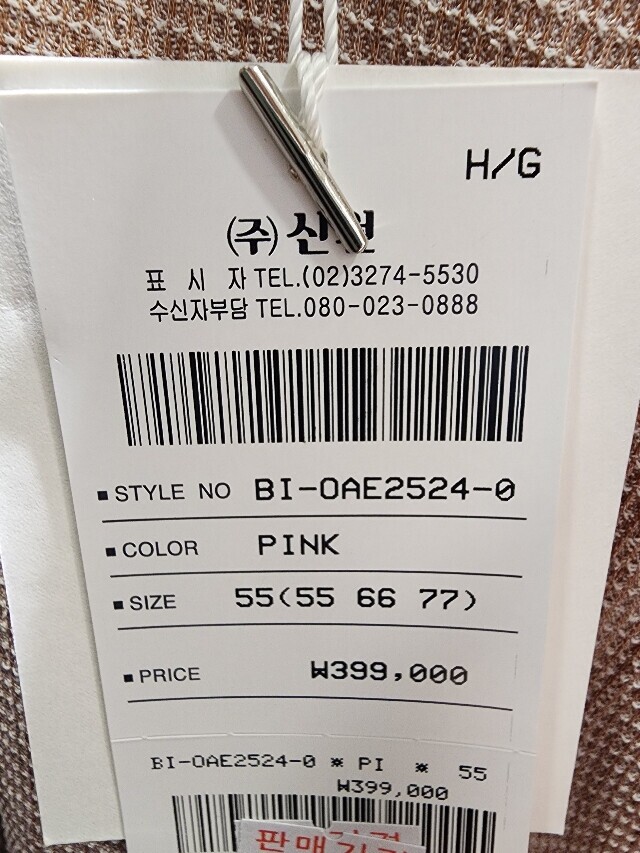 H/G
(주)신원
표 시 자 TEL.(02)3274-5530
수신자부담 TEL.080-023-0888
■ STYLE NO BI-OAE2524-0
■ COLOR PINK
■ SIZE 55(55 66 77)
■ PRICE ₩399,000
BI-OAE2524-0 * PI * 55
₩399,000
판매